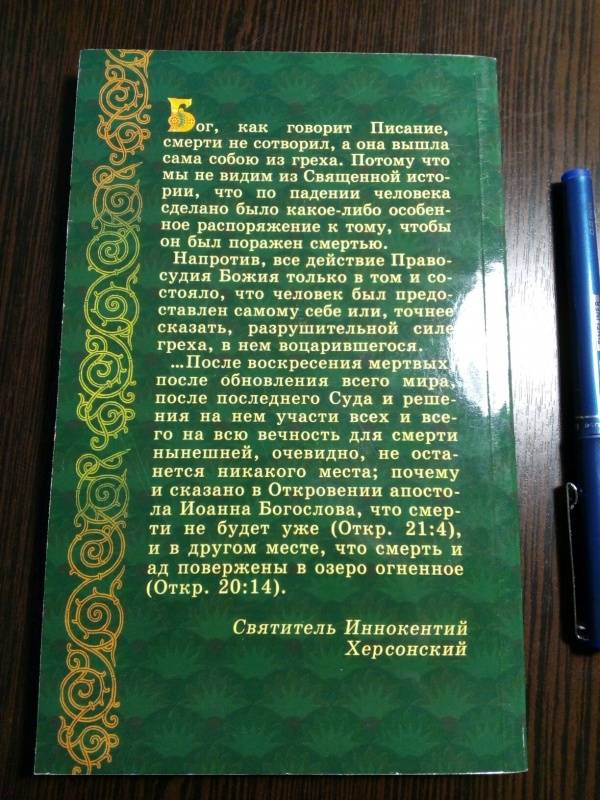 Бог, как говорит Писание,
смерти не сотворил, а она вышла
сама собою из греха. Потому что
мы не видим из Священной исто-
рии, что по падении человека
сделано было какое-либо особен-
ное распоряжение к тому, чтобы
он был поражен смертью.
Напротив, все действие Право-
судия Божия только в том и со-
стояло, что человек был предо-
ставлен самому себе или, точнее
сказать, разрушительной силе
греха, в нем воцарившегося.
...После воскресения мертвых,
после обновления всего мира,
после последнего Суда и реше-
ния на нем участи всех и все-
го на всю вечность для смерти
нынешней, очевидно, не оста-
нется никакого места; почему
и сказано в Откровении апосто-
ла Иоанна Богослова, что смер-
ти не будет уже (Откр. 21:4),
и в другом месте, что смерть и
ад повержены в озеро огненное
(Откр. 20:14).
Святитель Иннокентий
Херсонский